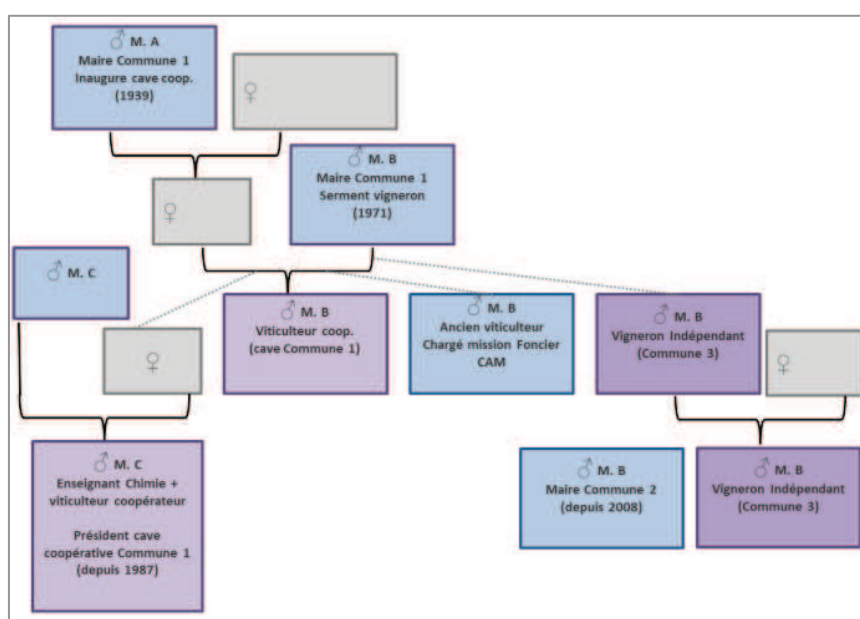 ♂ M. A
Maire Commune 1
Inaugure cave coop.
(1939)
♀
♂ M. B
Maire Commune 1
Serment vigneron
(1971)
♀
♂ M. C
♀
♂ M. B
Viticulteur coop.
(cave Commune 1)
♂ M. B
Ancien viticulteur
Chargé mission Foncier
CAM
♂ M. B
Vigneron Indépendant
(Commune 3)
♀
♂ M. C
Enseignant Chimie +
viticulteur coopérateur
Président cave
coopérative Commune 1
(depuis 1987)
♂ M. B
Maire Commune 2
(depuis 2008)
♂ M. B
Vigneron Indépendant
(Commune 3)